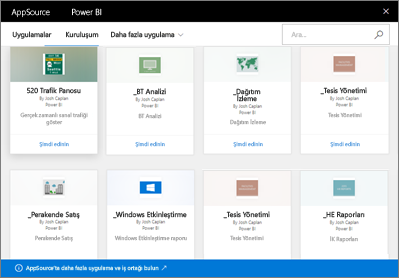 AppSource Power BI
Uygulamalar Kuruluşum Daha fazla uygulama Ara...
520 Trafik Panosu
By Josh Caplan
Power BI
Gerçek zamanlı sanal trafiği
göster
Şimdi edinin
_BT Analizi
By Josh Caplan
Power BI
BT Analizi
Şimdi edinin
_Dağıtım
İzleme
By Josh Caplan
Power BI
Dağıtım İzleme
Şimdi edinin
_Tesis Yönetimi
By Josh Caplan
Power BI
Tesis Yönetimi
Şimdi edinin
_Perakende Satış
By Josh Caplan
Power BI
Perakende Satış
_Windows Etkinleştirme
By Josh Caplan
Power BI
Windows Etkinleştirme raporu
_Tesis Yönetimi
By Josh Caplan
Power BI
Tesis Yönetimi
_HE Raporları
By Josh Caplan
Power BI
İK Raporları
AppSource'ta daha fazla uygulama ve iş ortağı bulun